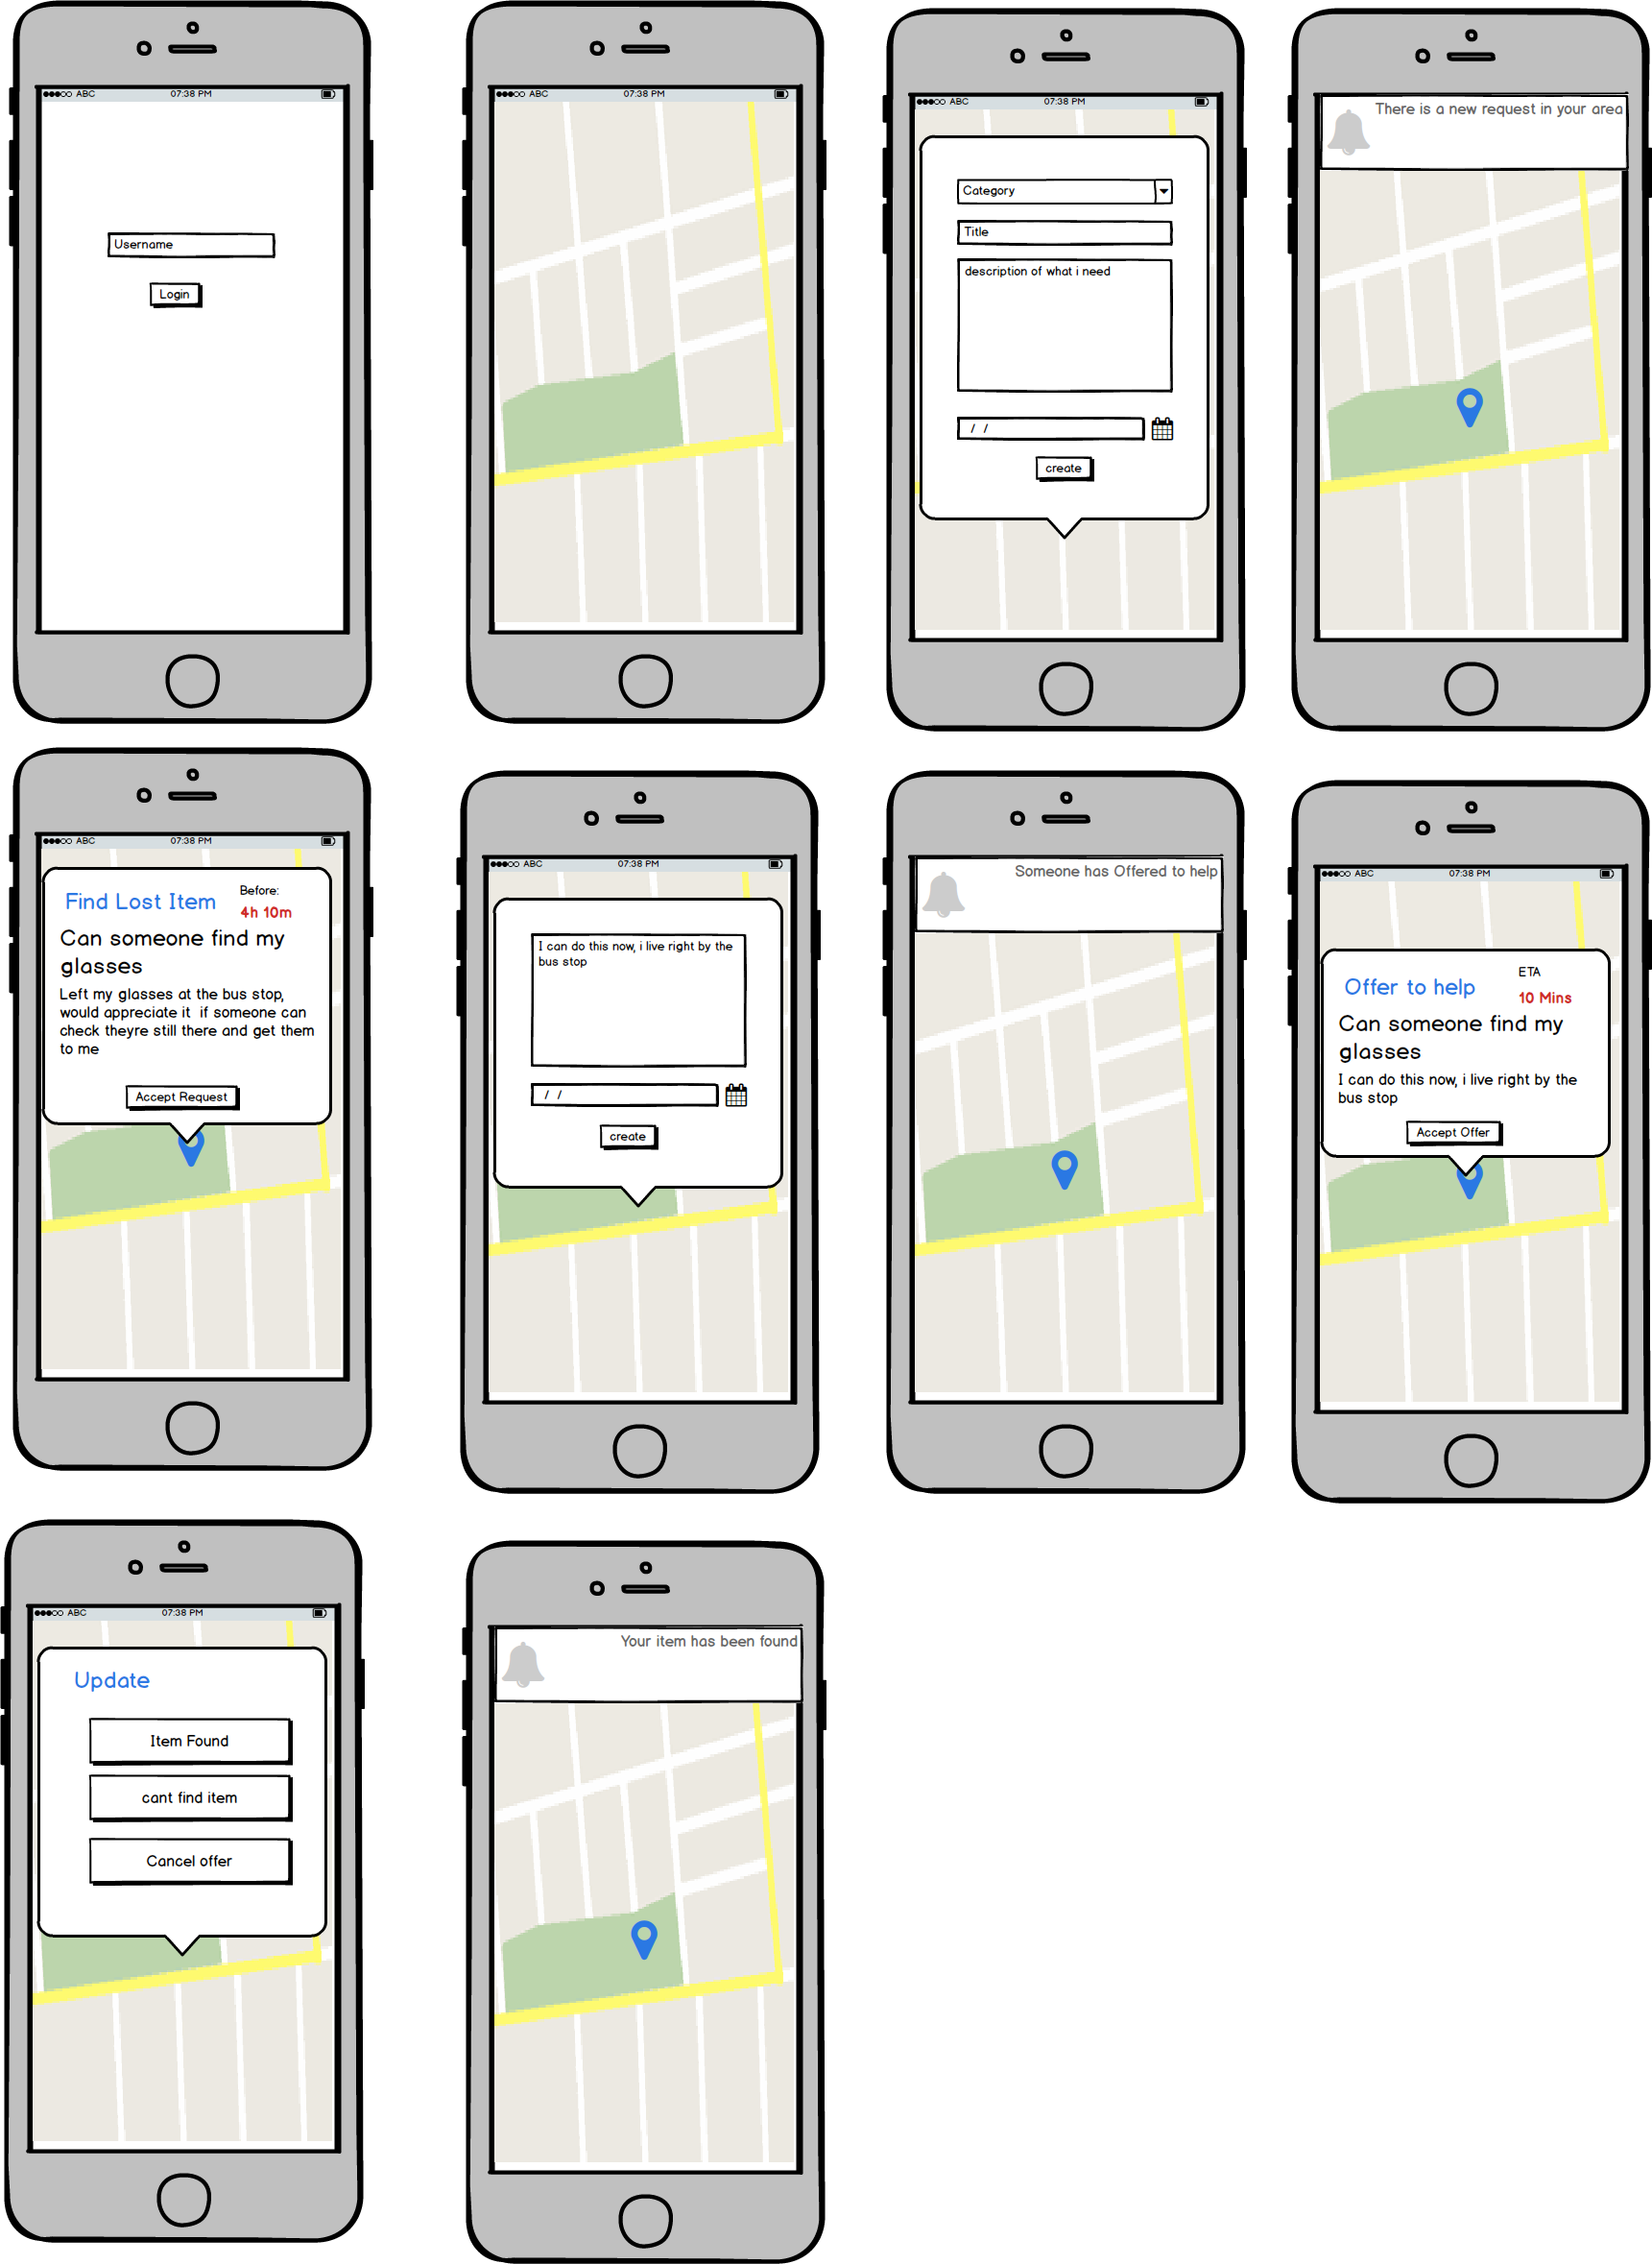 ABC 07:38 PM
Username
Login
ABC 07:38 PM
ABC 07:38 PM
Category
Title
description of what i need
/ /
create
There is a new request in your area
ABC 07:38 PM
Find Lost Item
Before:
4h 10m
Can someone find my
glasses
Left my glasses at the bus stop,
would appreciate it if someone can
check theyre still there and get them
to me
Accept Request
ABC 07:38 PM
I can do this now, i live right by the
bus stop
/ /
create
Someone has Offered to help
ABC 07:38 PM
Offer to help
ETA
10 Mins
Can someone find my
glasses
I can do this now, i live right by the
bus stop
Accept Offer
ABC 07:38 PM
Update
Item Found
cant find item
Cancel offer
Your item has been found